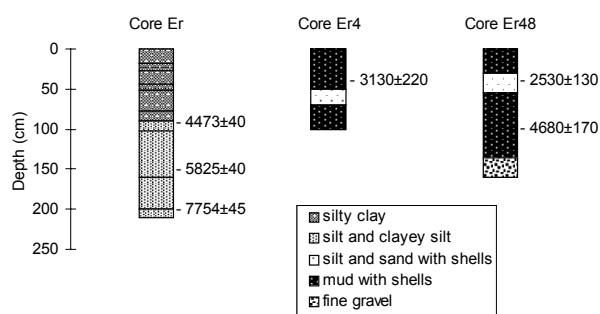 Core Er
Core Er4
Core Er48
Depth (cm)
0
50
100
150
200
250
- 4473±40
- 5825±40
- 7754±45
- 3130±220
- 2530±130
- 4680±170
silty clay
silt and clayey silt
silt and sand with shells
mud with shells
fine gravel